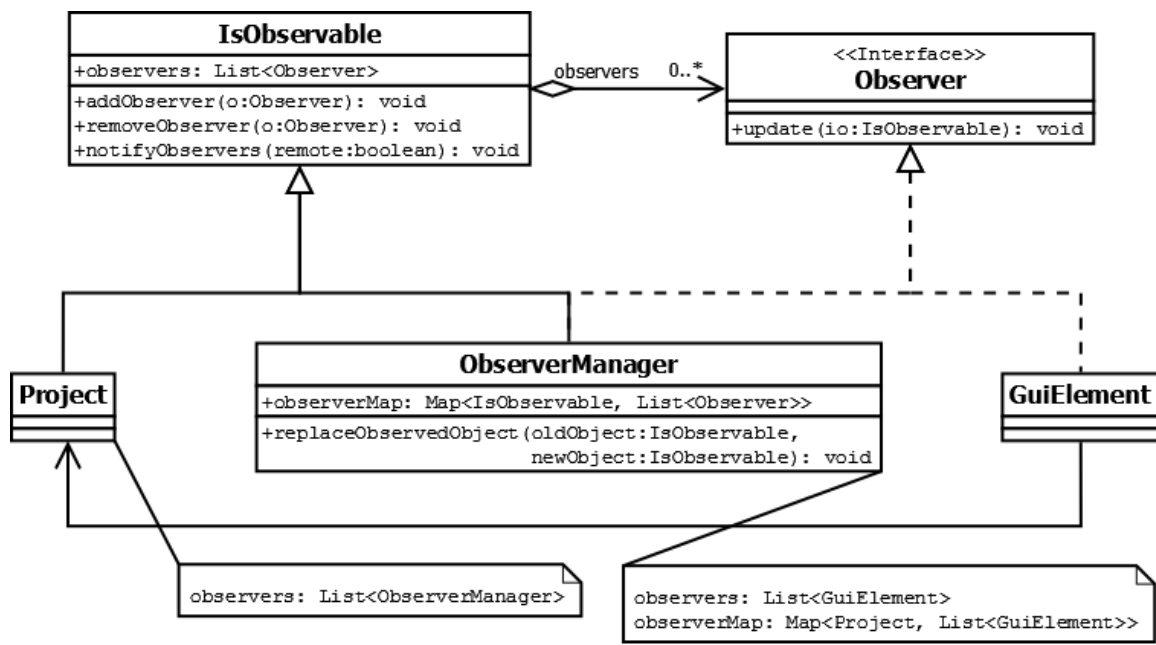 IsObservable
+observers: List<Observer>
+addObserver(o:Observer): void
+removeObserver(o:Observer): void
+notifyObservers(remote:boolean): void
observers 0..*
<<Interface>>
Observer
+update(io:IsObservable): void
Project
ObserverManager
+observerMap: Map<IsObservable, List<Observer>>
+replaceObservedObject(oldObject:IsObservable,
newObject:IsObservable): void
GuiElement
observers: List<ObserverManager>
observers: List<GuiElement>
observerMap: Map<Project, List<GuiElement>>